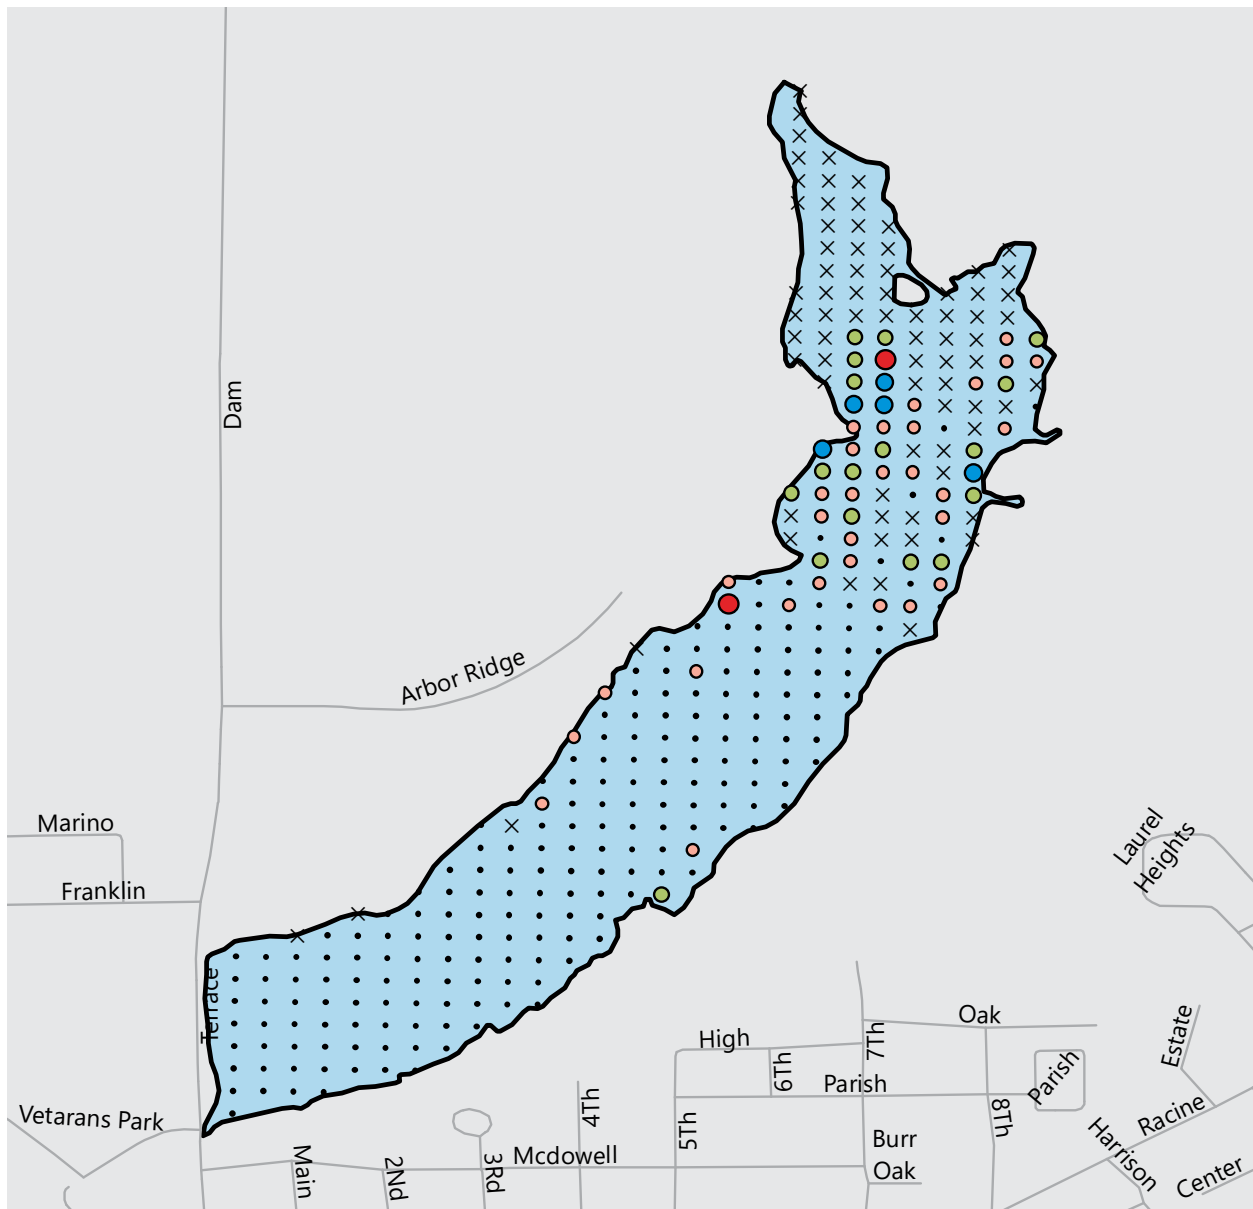 Dam
Arbor Ridge
Marino
Laurel
Heights
Franklin
Terrace
Oak
Estate
High
7Th
6Th
Parish
Parish
Vetarans Park
4Th
5Th
8Th
Racine
Burr
Oak
Harrison
Mcdowell
Main
2Nd
3Rd
Center